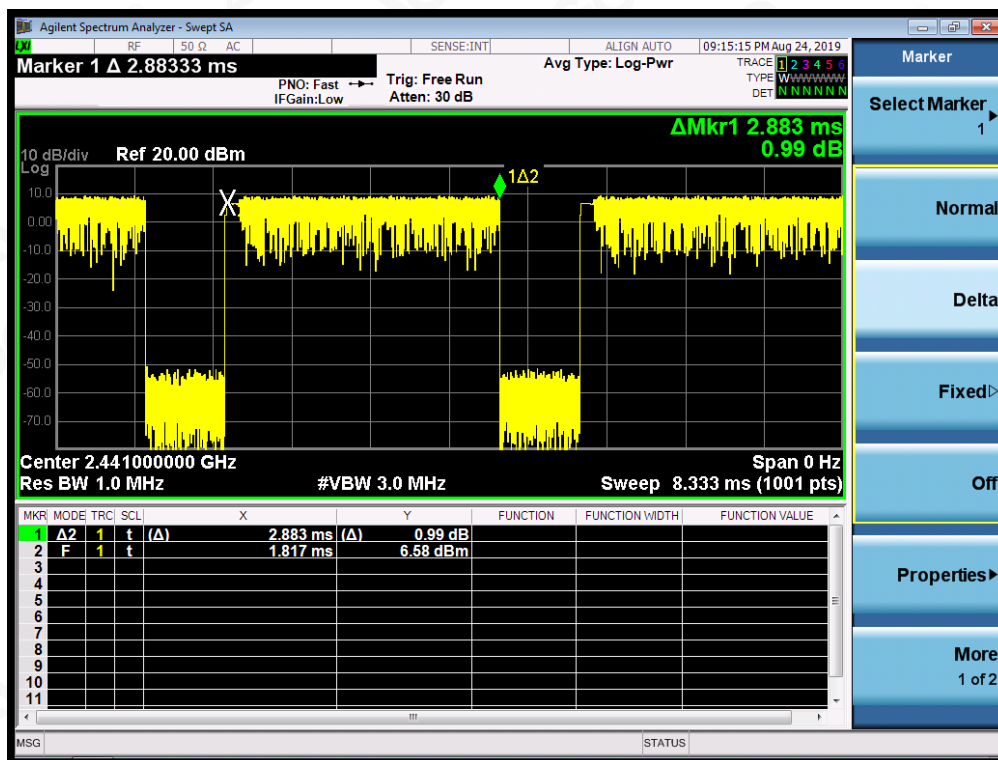 Agilent Spectrum Analyzer - Swept SA
LXI RF 50 Ω AC SENSE:INT ALIGN AUTO 09:15:15 PM Aug 24, 2019
Marker 1 Δ 2.88333 ms
PNO: Fast
IFGain:Low
Trig: Free Run
Atten: 30 dB
Avg Type: Log-Pwr
TRACE 1 2 3 4 5 6
TYPE WWWWWW
DET N N N N N N
ΔMkr1 2.883 ms
0.99 dB
10 dB/div Ref 20.00 dBm
Log
10.0
0.00
-10.0
-20.0
-30.0
-40.0
-50.0
-60.0
-70.0
X
1Δ2
Center 2.441000000 GHz Span 0 Hz
Res BW 1.0 MHz #VBW 3.0 MHz Sweep 8.333 ms (1001 pts)
MKR MODE TRC SCL X Y FUNCTION FUNCTION WIDTH FUNCTION VALUE
1 Δ2 1 t (Δ) 2.883 ms (Δ) 0.99 dB
2 F 1 t 1.817 ms 6.58 dBm
3
4
5
6
7
8
9
10
11
MSG STATUS
Marker
Select Marker
1
Normal
Delta
Fixed
Off
Properties
More
1 of 2